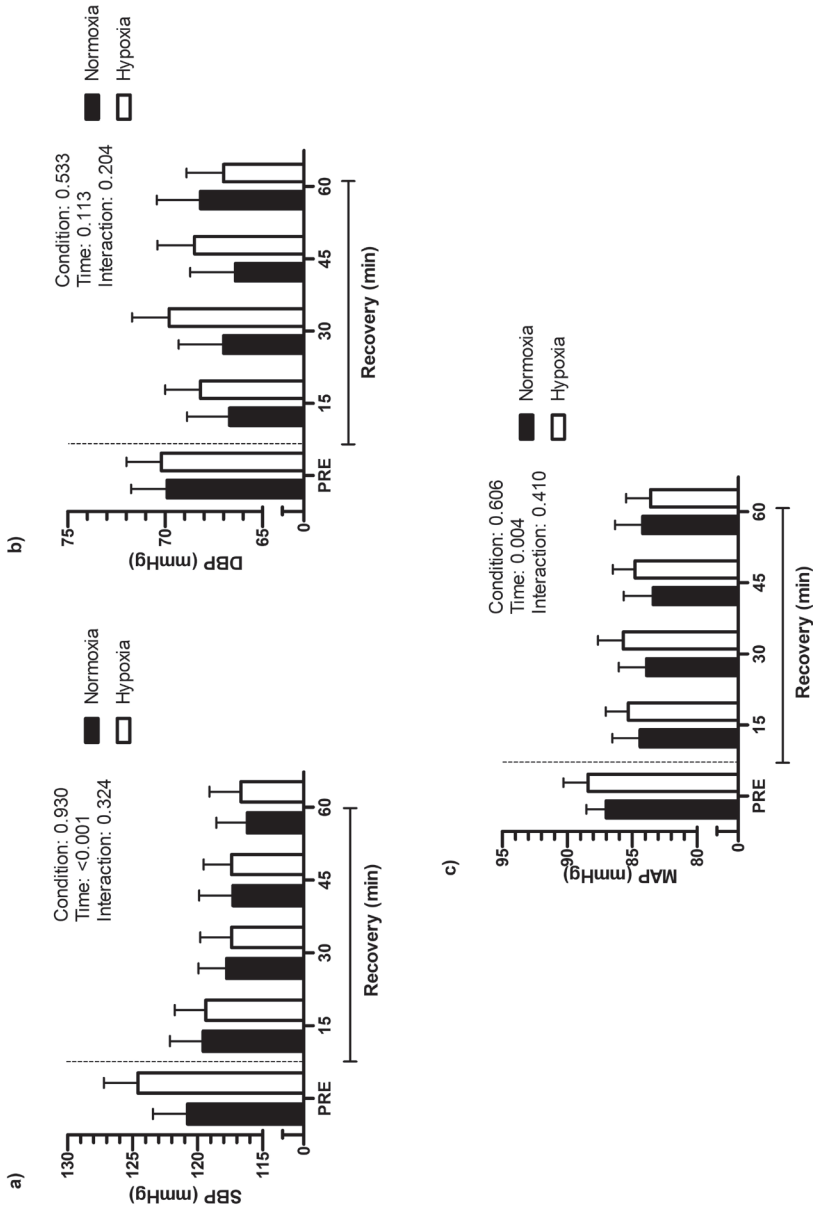 a)
Condition: 0.930
Time: <0.001
Interaction: 0.324
Normoxia
Hypoxia
SBP (mmHg)
130
125
120
115
0
PRE
15
30
45
60
Recovery (min)
b)
Condition: 0.533
Time: 0.113
Interaction: 0.204
Normoxia
Hypoxia
DBP (mmHg)
75
70
65
0
PRE
15
30
45
60
Recovery (min)
c)
Condition: 0.606
Time: 0.004
Interaction: 0.410
Normoxia
Hypoxia
MAP (mmHg)
95
90
85
80
0
PRE
15
30
45
60
Recovery (min)